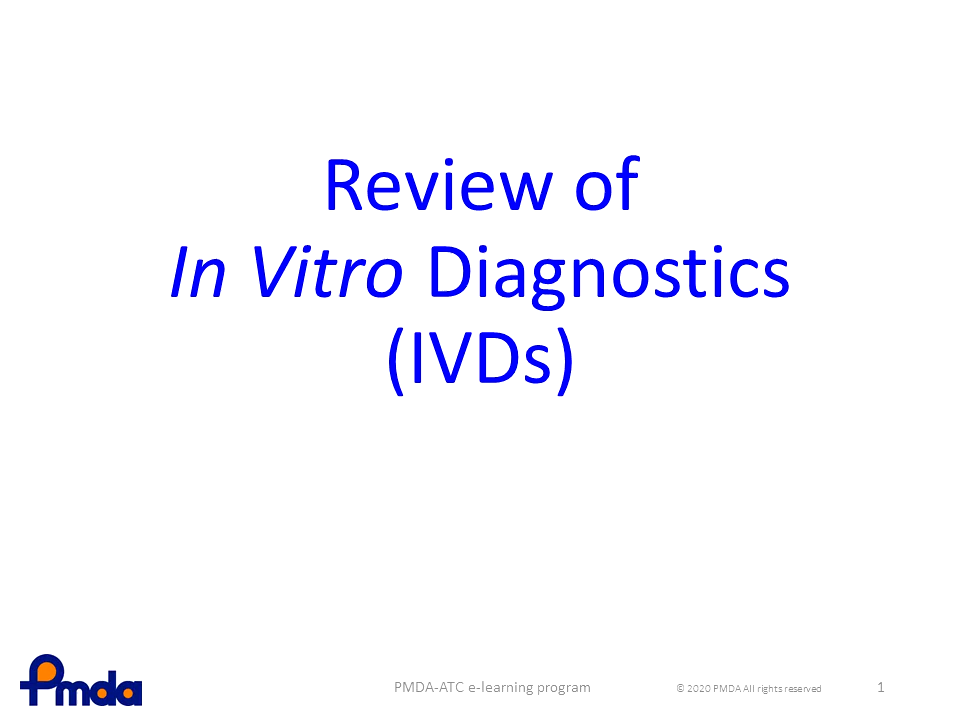 Review of
In Vitro Diagnostics
(IVDs)
Pmda
PMDA-ATC e-learning program
© 2020 PMDA All rights reserved
1